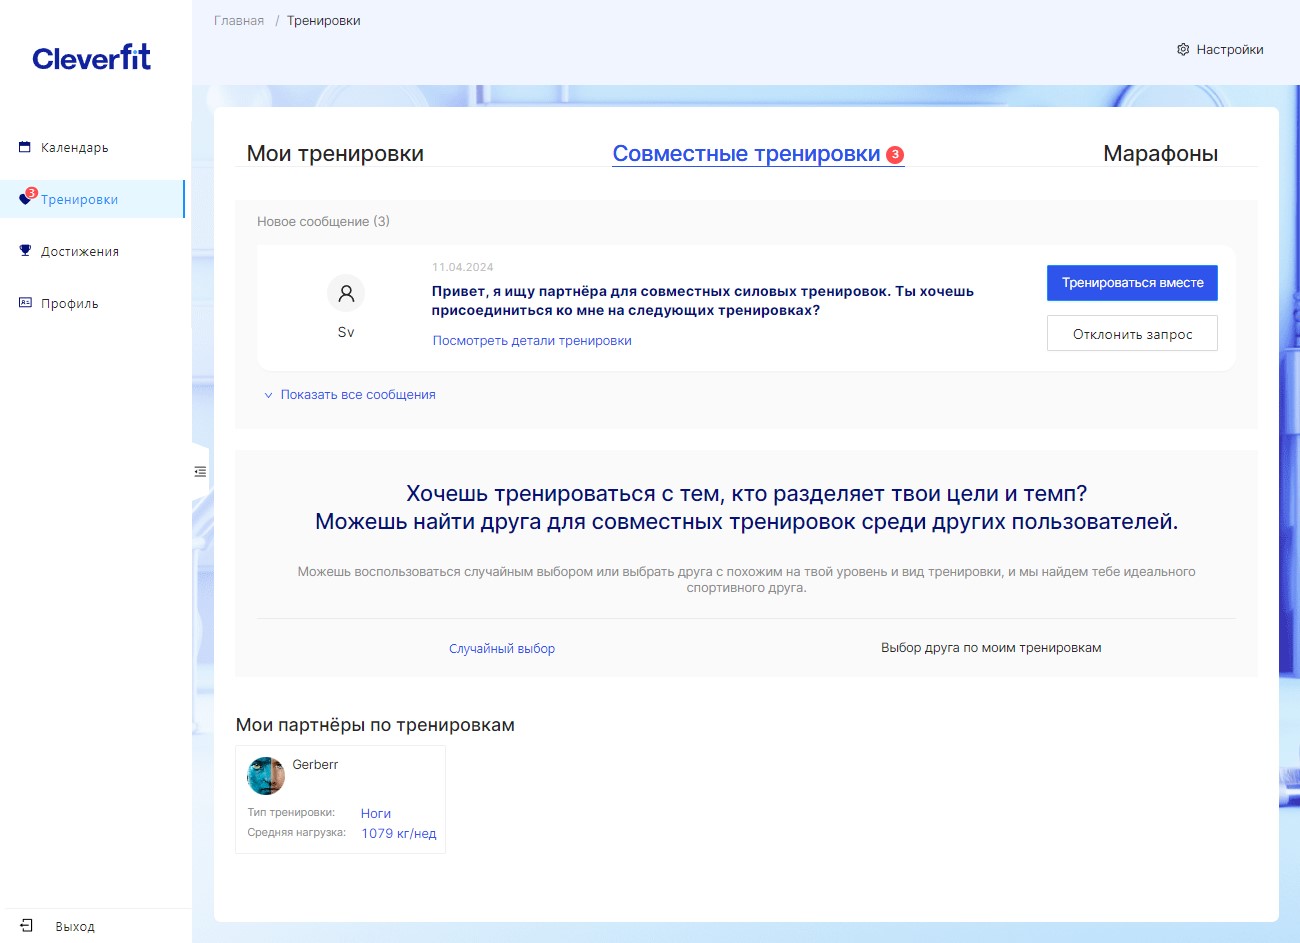 Главная / Тренировки
Cleverfit
Настройки
Календарь
3
Тренировки
Достижения
Профиль
Выход
Мои тренировки
Совместные тренировки 3
Марафоны
Новое сообщение (3)
Sv
11.04.2024
Привет, я ищу партнёра для совместных силовых тренировок. Ты хочешь
присоединиться ко мне на следующих тренировках?
Посмотреть детали тренировки
Тренироваться вместе
Отклонить запрос
Показать все сообщения
Хочешь тренироваться с тем, кто разделяет твои цели и темп?
Можешь найти друга для совместных тренировок среди других пользователей.
Можешь воспользоваться случайным выбором или выбрать друга с похожим на твой уровень и вид тренировки, и мы найдем тебе идеального
спортивного друга.
Случайный выбор
Выбор друга по моим тренировкам
Мои партнёры по тренировкам
Gerberr
Тип тренировки: Ноги
Средняя нагрузка: 1079 кг/нед